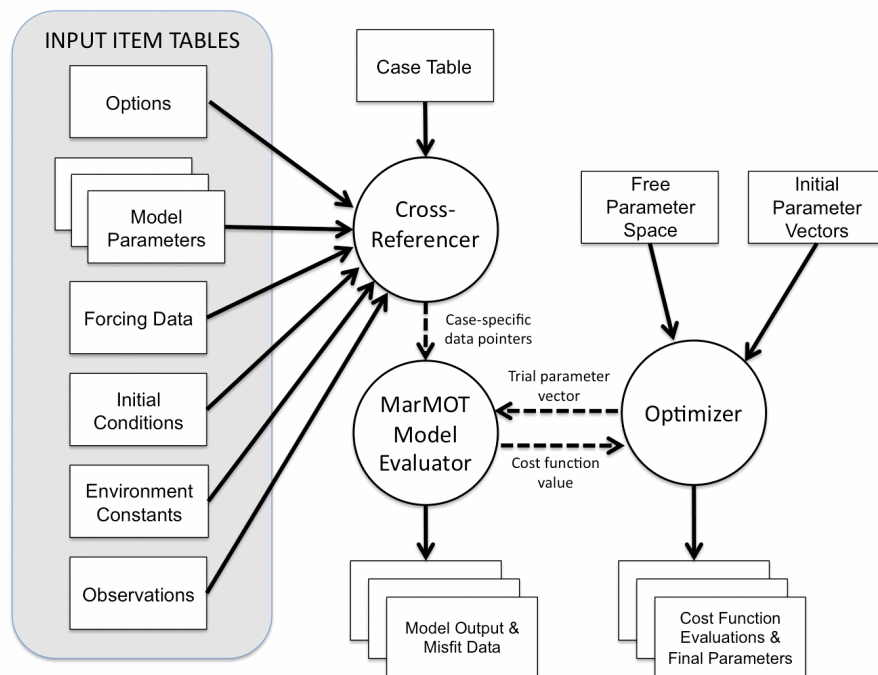 INPUT ITEM TABLES
Options
Model
Parameters
Forcing Data
Initial
Conditions
Environment
Constants
Observations
Case Table
Cross-
Referencer
Case-specific
data pointers
MarMOT
Model
Evaluator
Trial parameter
vector
Cost function
value
Free
Parameter
Space
Initial
Parameter
Vectors
Optimizer
Model Output &
Misfit Data
Cost Function
Evaluations &
Final Parameters